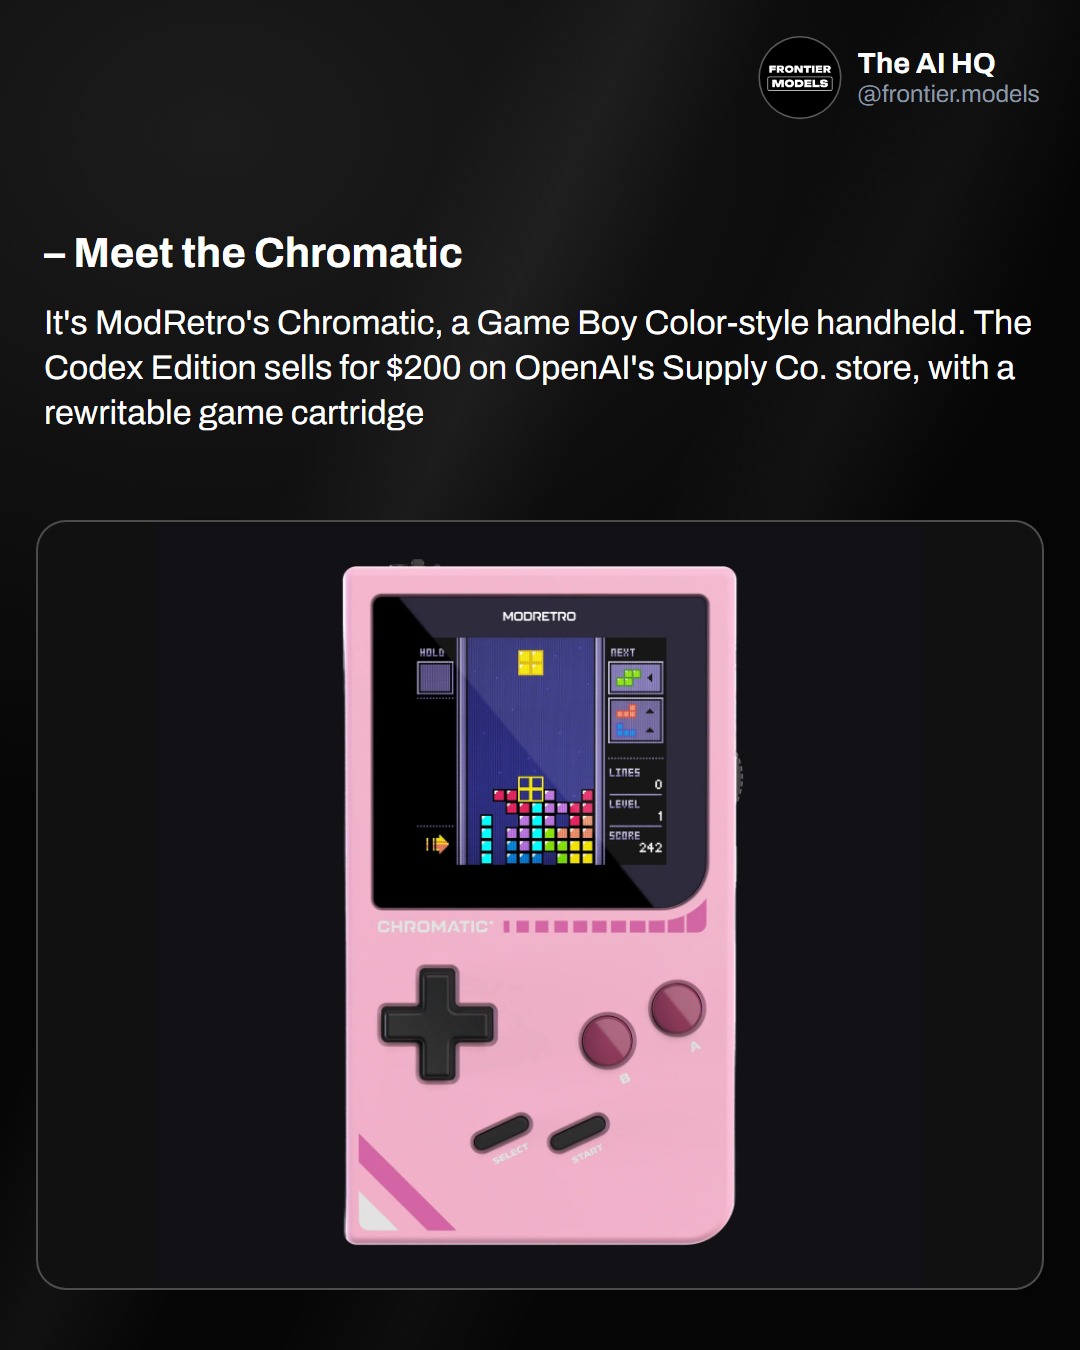 FRONTIER
MODELS
The AI HQ
@frontier.models
– Meet the Chromatic
It's ModRetro's Chromatic, a Game Boy Color-style handheld. The
Codex Edition sells for $200 on OpenAI's Supply Co. store, with a
rewritable game cartridge
MODRETRO
HOLD
NEXT
LINES
0
LEVEL
1
SCORE
242
CHROMATIC
A
B
SELECT
START